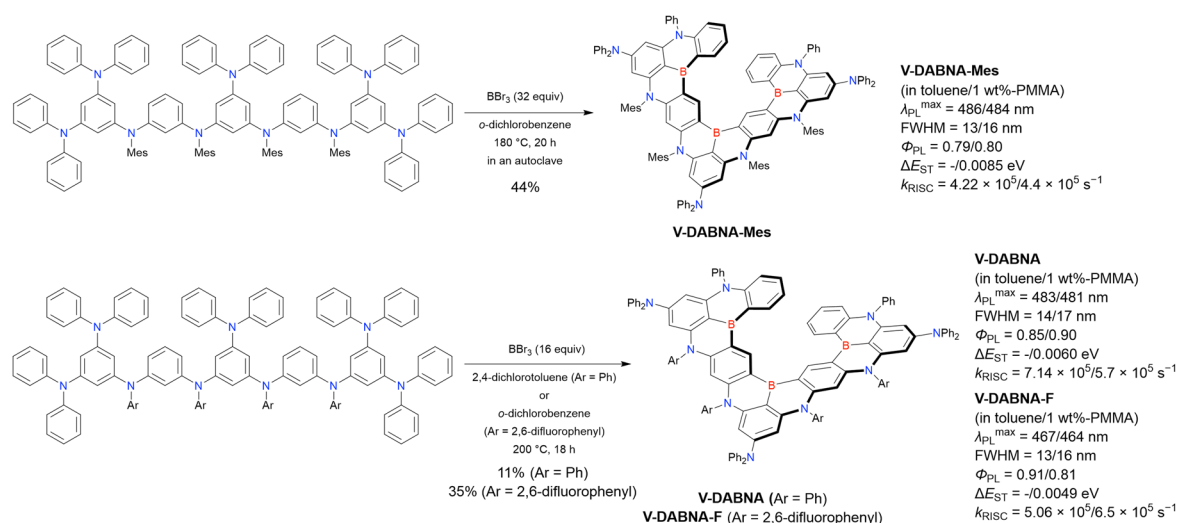 N
N
N
N
N
N
N
N
N
Mes
Mes
Mes
Mes
BBr₃ (32 equiv)
o-dichlorobenzene
180 °C, 20 h
in an autoclave
44%
Ph
N
Ph₂N
B
N
Mes
B
N
Mes
N
Mes
B
N
Ph
NPh₂
N
Mes
Ph₂N
V-DABNA-Mes
V-DABNA-Mes
(in toluene/1 wt%-PMMA)
λPLmax = 486/484 nm
FWHM = 13/16 nm
ΦPL = 0.79/0.80
ΔEST = -/0.0085 eV
kRISC = 4.22 × 10⁵/4.4 × 10⁵ s⁻¹
N
N
N
N
N
N
N
N
N
Ar
Ar
Ar
Ar
BBr₃ (16 equiv)
2,4-dichlorotoluene (Ar = Ph)
or
o-dichlorobenzene
(Ar = 2,6-difluorophenyl)
200 °C, 18 h
11% (Ar = Ph)
35% (Ar = 2,6-difluorophenyl)
Ph
N
Ph₂N
B
N
Ar
B
N
Ar
N
Ar
B
N
Ph
NPh₂
N
Ar
Ph₂N
V-DABNA (Ar = Ph)
V-DABNA-F (Ar = 2,6-difluorophenyl)
V-DABNA
(in toluene/1 wt%-PMMA)
λPLmax = 483/481 nm
FWHM = 14/17 nm
ΦPL = 0.85/0.90
ΔEST = -/0.0060 eV
kRISC = 7.14 × 10⁵/5.7 × 10⁵ s⁻¹
V-DABNA-F
(in toluene/1 wt%-PMMA)
λPLmax = 467/464 nm
FWHM = 13/16 nm
ΦPL = 0.91/0.81
ΔEST = -/0.0049 eV
kRISC = 5.06 × 10⁵/6.5 × 10⁵ s⁻¹